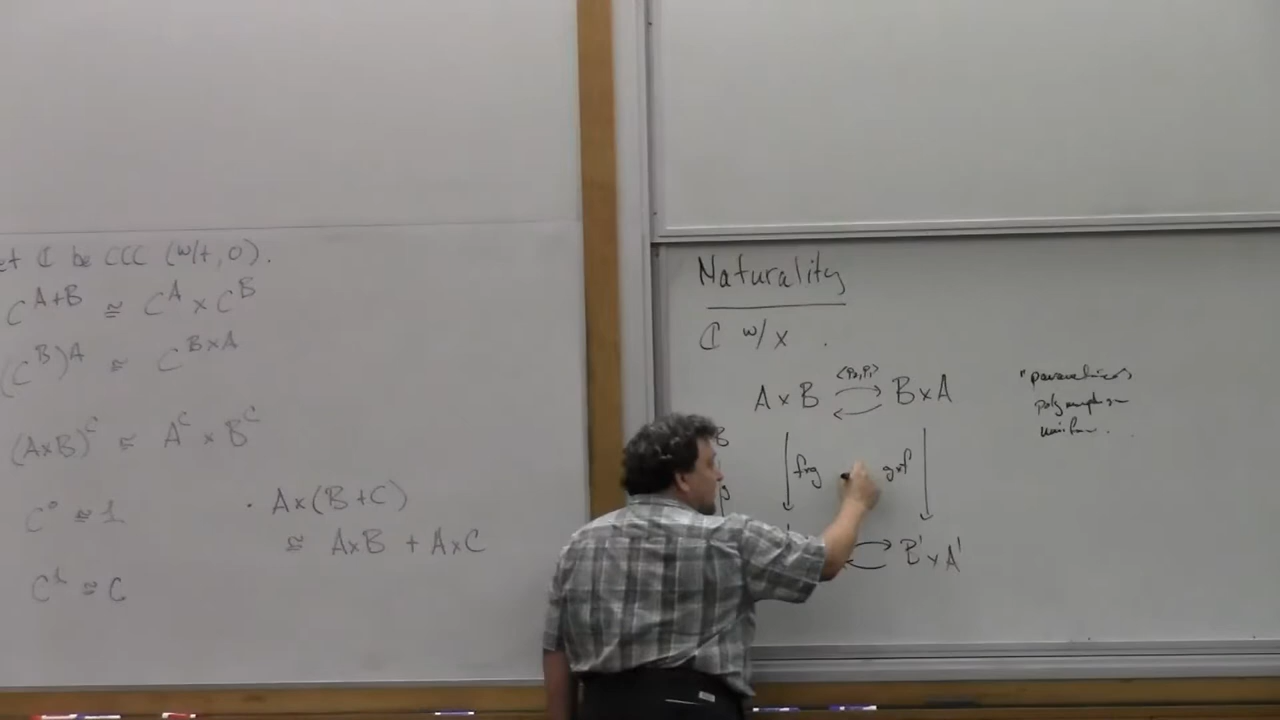 et ℂ be CCC (w/+, 0).
C^{A+B} ≅ C^A × C^B
(C^B)^A ≅ C^{B×A}
(A×B)^C ≅ A^C × B^C
C^0 ≅ 1
C^1 ≅ C
· A×(B+C)
≅ A×B + A×C
Naturality
ℂ w/ × .
<p₂,p₁>
A × B B × A
B
f×g g×f
B' × A'
"parametric
polymorphism
uniform.